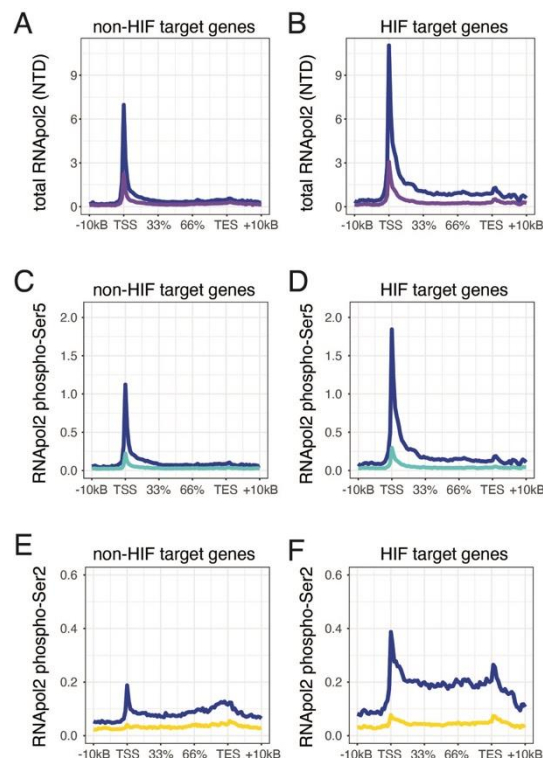 A
non-HIF target genes
total RNApol2 (NTD)
9
6
3
0
-10kB TSS 33% 66% TES +10kB
B
HIF target genes
total RNApol2 (NTD)
9
6
3
0
-10kB TSS 33% 66% TES +10kB
C
non-HIF target genes
RNApol2 phospho-Ser5
2.0
1.5
1.0
0.5
0.0
-10kB TSS 33% 66% TES +10kB
D
HIF target genes
RNApol2 phospho-Ser5
2.0
1.5
1.0
0.5
0.0
-10kB TSS 33% 66% TES +10kB
E
non-HIF target genes
RNApol2 phospho-Ser2
0.6
0.4
0.2
0.0
-10kB TSS 33% 66% TES +10kB
F
HIF target genes
RNApol2 phospho-Ser2
0.6
0.4
0.2
0.0
-10kB TSS 33% 66% TES +10kB